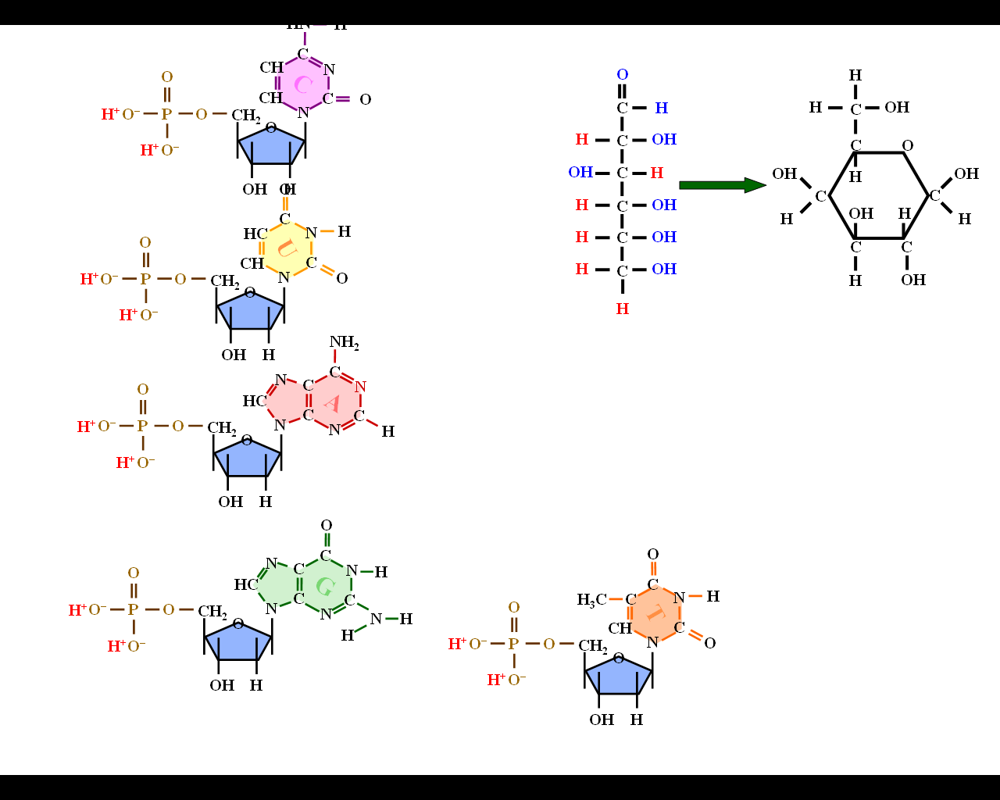 HN H
C
CH N
C
CH C O
N
O
H⁺O⁻ P O CH₂
O
H⁺O⁻
OH H
O
C
HC N H
U
CH C O
N
O
H⁺O⁻ P O CH₂
O
H⁺O⁻
OH H
NH₂
C
N C N
HC A
C C
N N H
O
H⁺O⁻ P O CH₂
O
H⁺O⁻
OH H
O
C
N C N H
HC G
C C
N N N H
H
O
H⁺O⁻ P O CH₂
O
H⁺O⁻
OH H
O
C H
H OH
C H
OH H
C
H OH
C
H OH
C
H OH
C
H
H
H C OH
C O
H
OH C C OH
H OH H H
C C
H OH
O
C
H₃C C N H
T
CH C
N O
O
H⁺O⁻ P O CH₂
O
H⁺O⁻
OH H